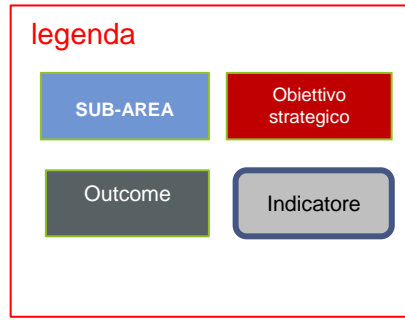 legenda
SUB-AREA
Obiettivo
strategico
Outcome
Indicatore